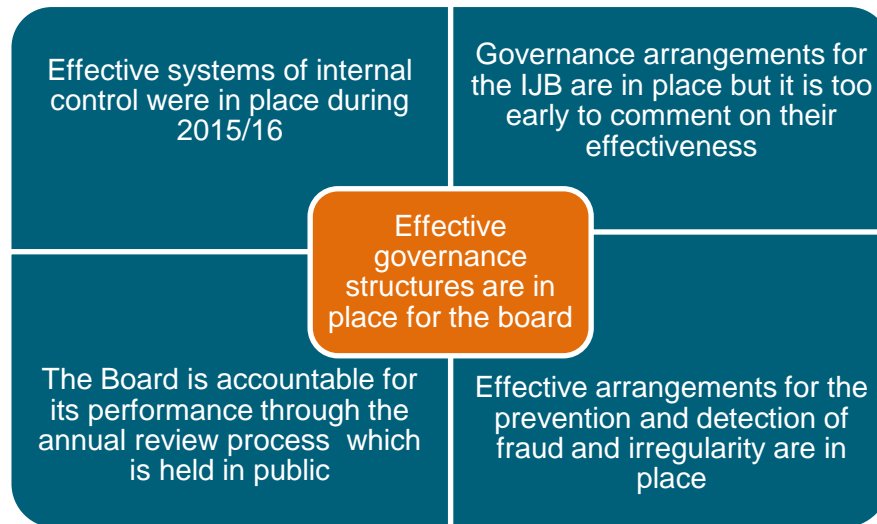 Effective systems of internal
control were in place during
2015/16
Governance arrangements for
the IJB are in place but it is too
early to comment on their
effectiveness
Effective
governance
structures are in
place for the board
The Board is accountable for
its performance through the
annual review process  which
is held in public
Effective arrangements for the
prevention and detection of
fraud and irregularity are in
place